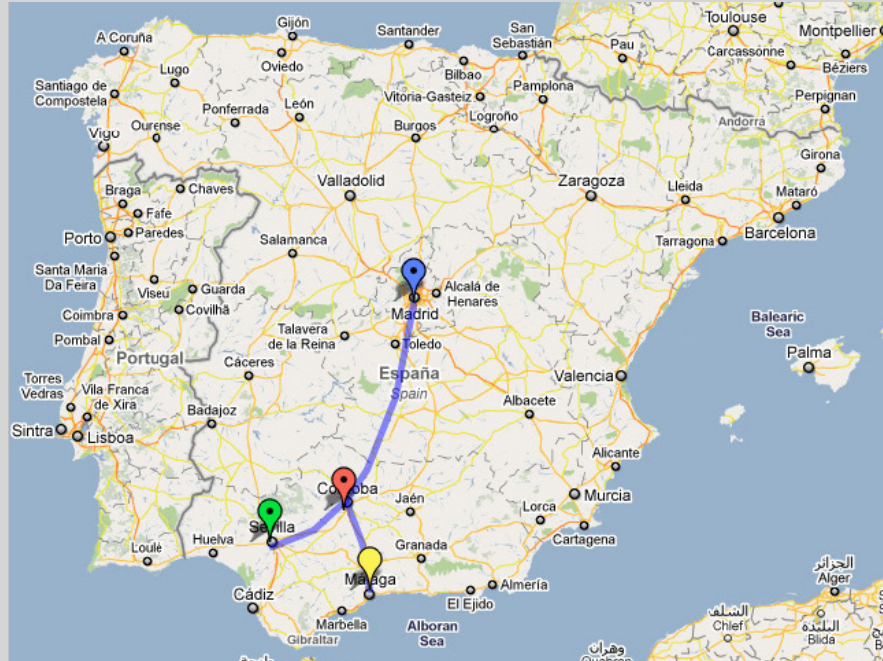 Toulouse
Montpellier
Gijón
Santander
San
Sebastián
A Coruña
Oviedo
Bilbao
Pau
Carcassonne
Béziers
Lugo
Santiago de
Compostela
Vitoria-Gasteiz
Pamplona
Perpignan
Ponferrada
León
Logroño
Andorra
Vigo
Ourense
Burgos
Girona
Braga
Chaves
Valladolid
Zaragoza
Lleida
Mataró
Fafe
Porto
Paredes
Salamanca
Barcelona
Tarragona
Santa Maria
Da Feira
Viseu
Guarda
Alcalá de
Henares
Covilhã
Coimbra
Madrid
Balearic
Sea
Talavera
de la Reina
Toledo
Pombal
Portugal
Palma
Cáceres
España
Spain
Valencia
Torres
Vedras
Vila Franca
de Xira
Badajoz
Albacete
Sintra
Lisboa
Alicante
Córdoba
Jaén
Murcia
Lorca
Sevilla
Huelva
Loulé
Granada
Cartagena
Málaga
Almería
El Ejido
Cádiz
Marbella
Alboran
Sea
Gibraltar
الجزائر
Alger
الشلف
Chlef
البليدة
Blida
وهران